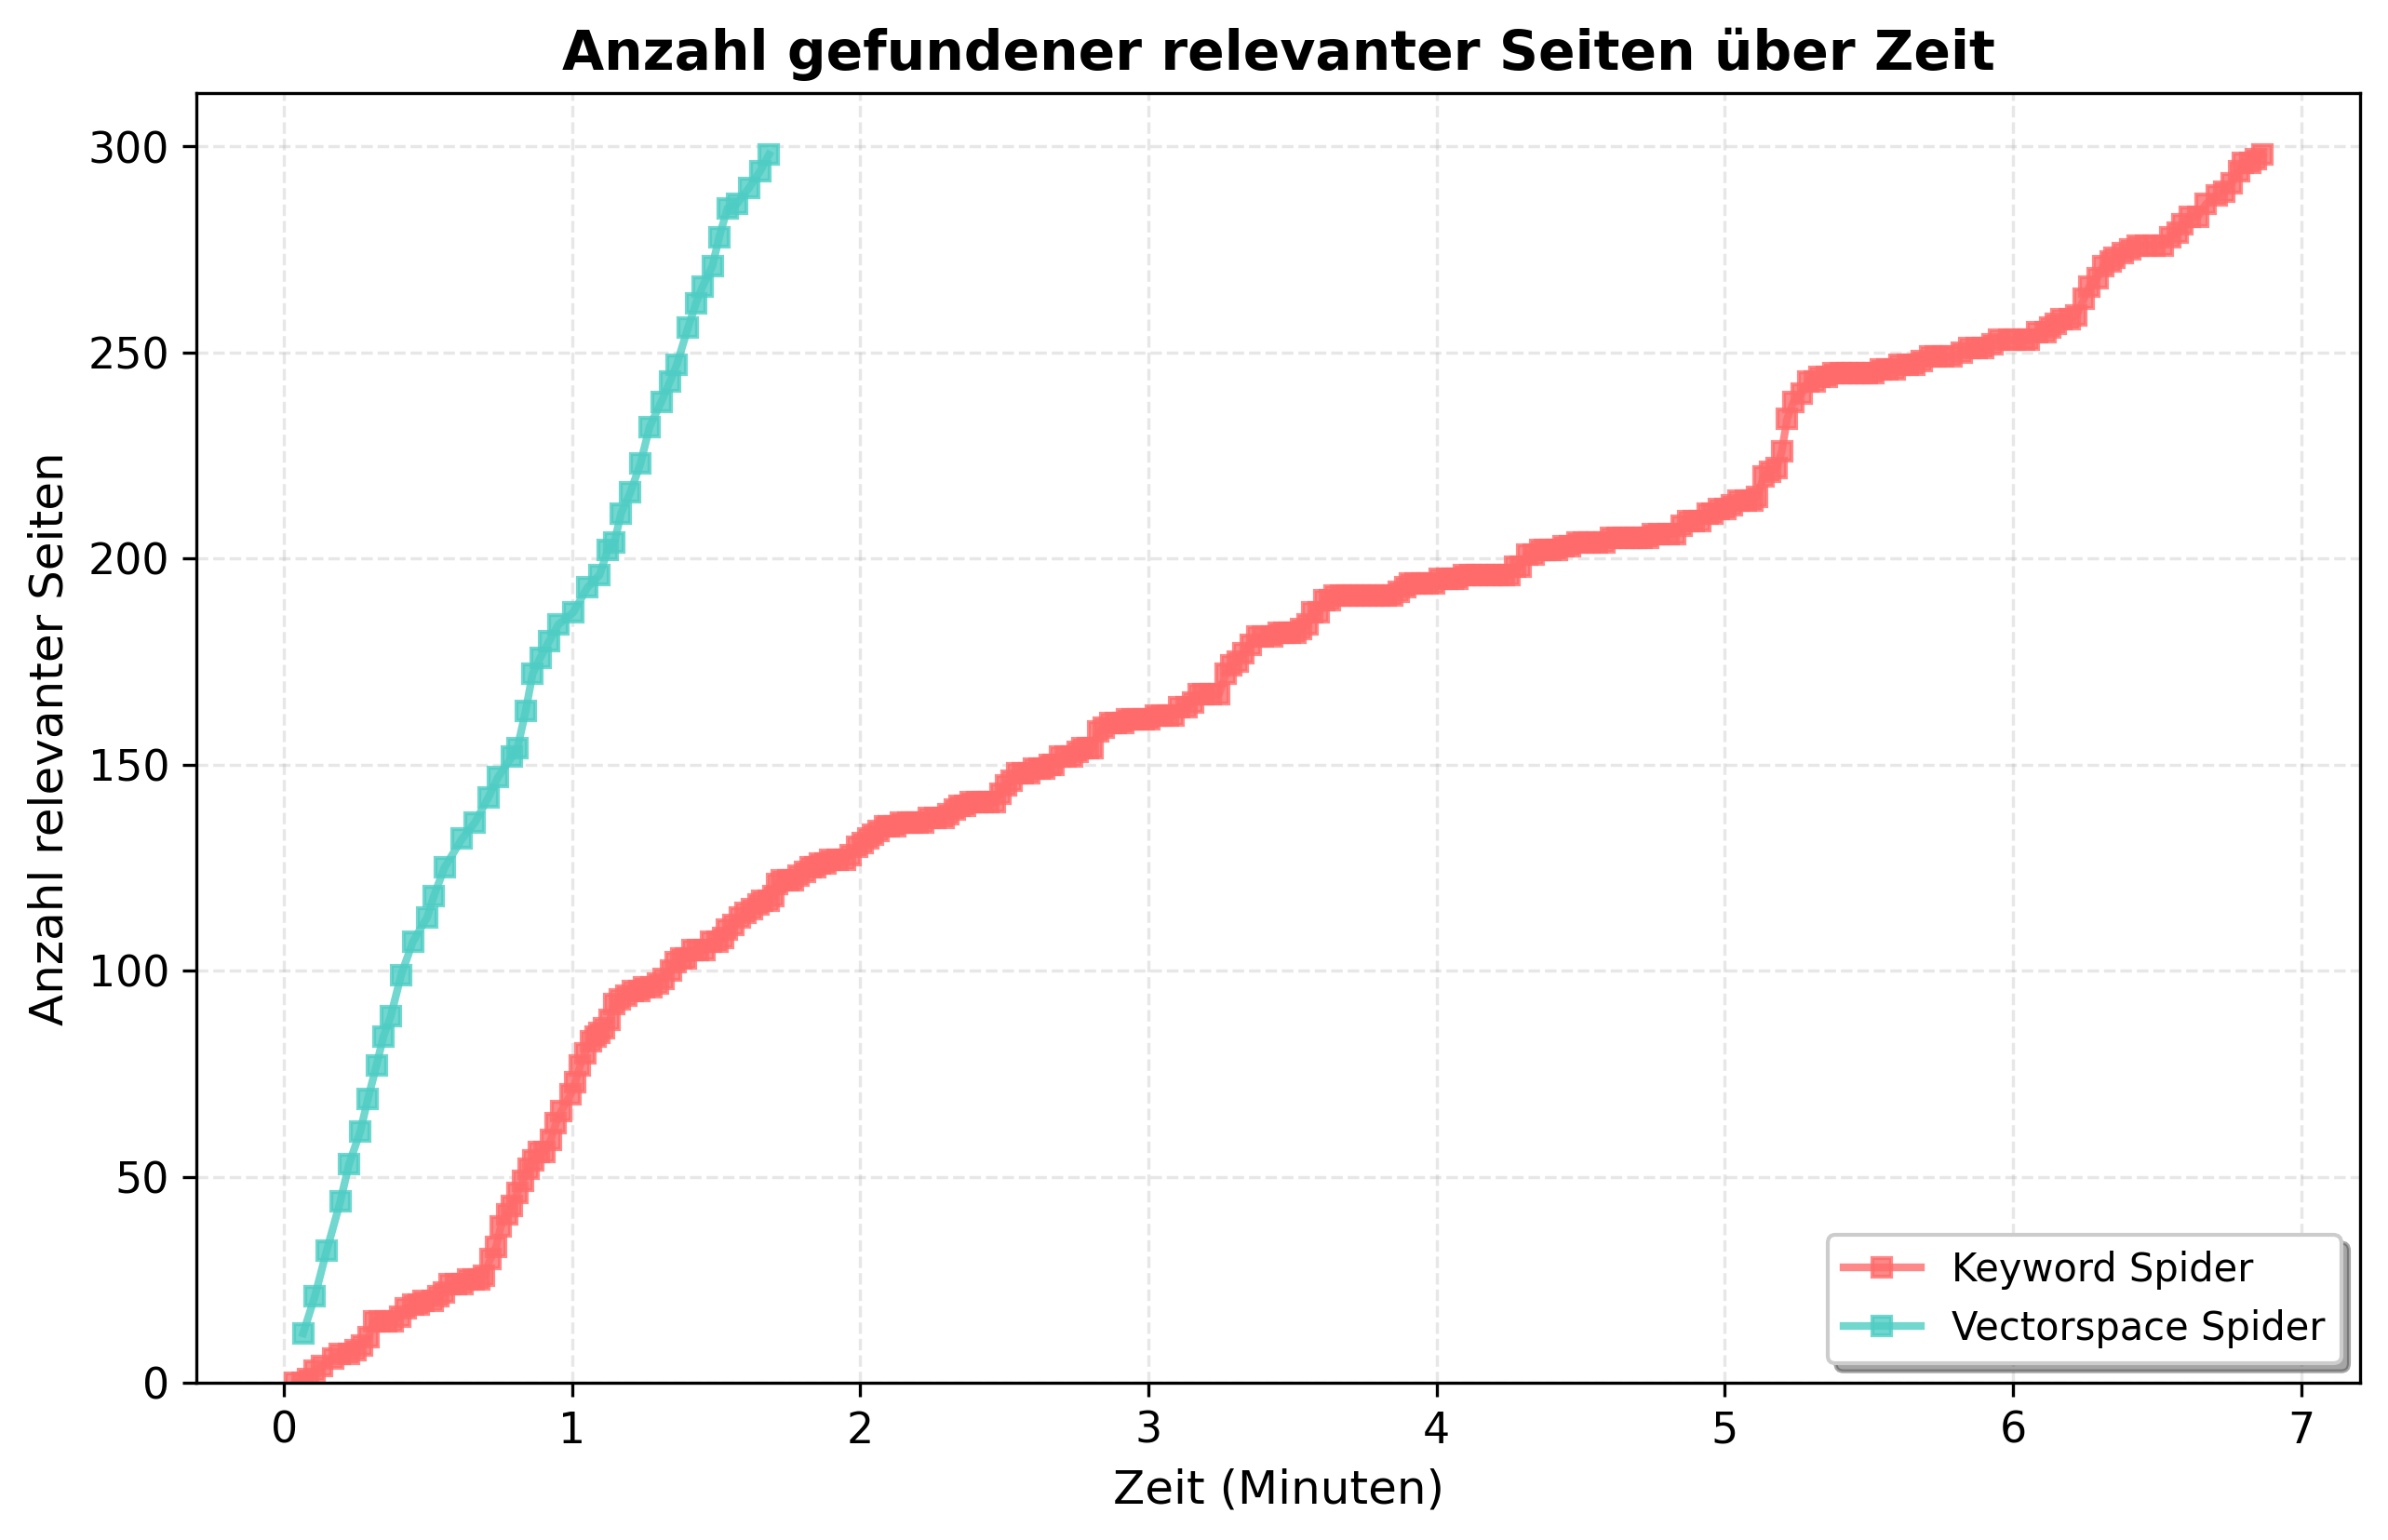 Anzahl gefundener relevanter Seiten über Zeit
Anzahl relevanter Seiten
300
250
200
150
100
50
0
0 1 2 3 4 5 6 7
Zeit (Minuten)
Keyword Spider
Vectorspace Spider